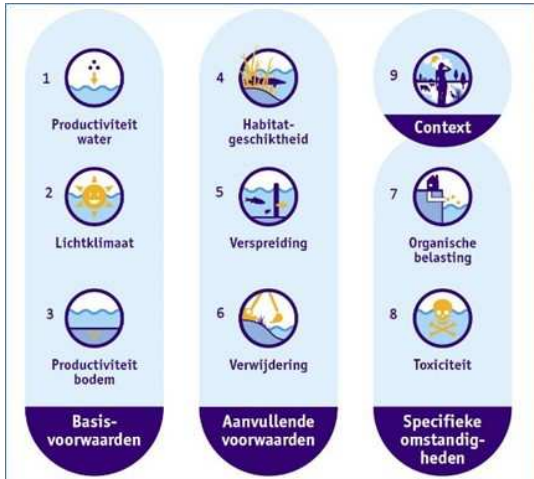 1
Productiviteit
water
2
Lichtklimaat
3
Productiviteit
bodem
Basis-
voorwaarden
4
Habitat-
geschiktheid
5
Verspreiding
6
Verwijdering
Aanvullende
voorwaarden
9
Context
7
Organische
belasting
8
Toxiciteit
Specifieke
omstandig-
heden